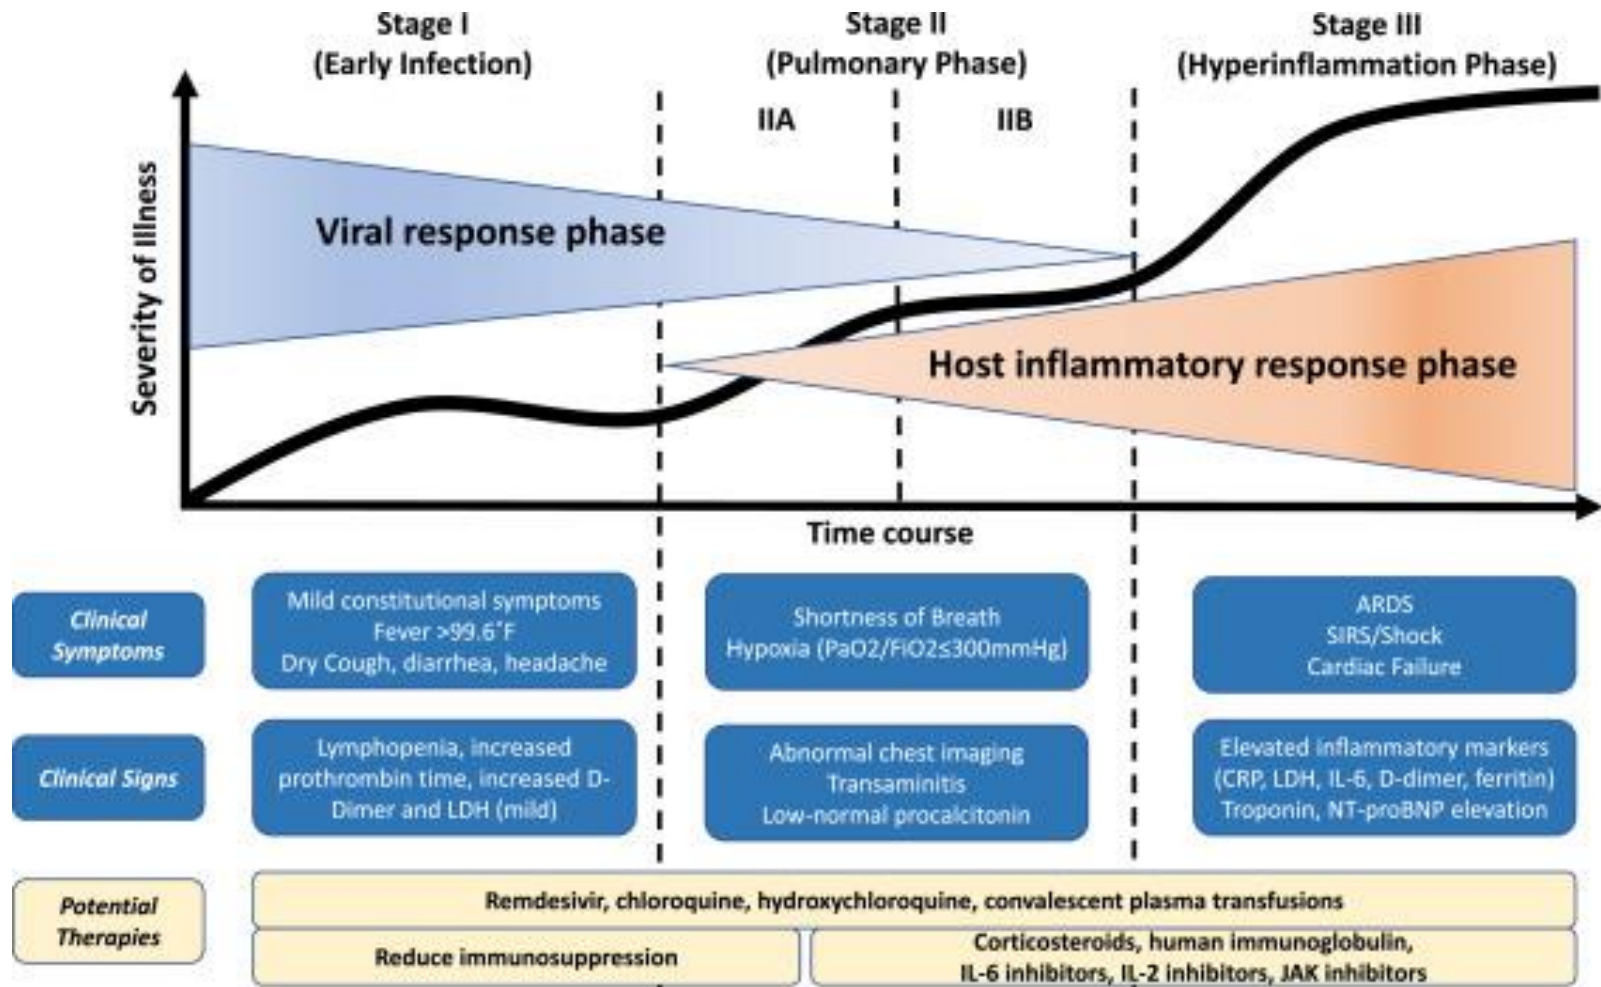 Stage I
(Early Infection)
Stage II
(Pulmonary Phase)
Stage III
(Hyperinflammation Phase)
IIA
IIB
Severity of Illness
Viral response phase
Host inflammatory response phase
Time course
Clinical
Symptoms
Mild constitutional symptoms
Fever >99.6°F
Dry Cough, diarrhea, headache
Shortness of Breath
Hypoxia (PaO2/FiO2≤300mmHg)
ARDS
SIRS/Shock
Cardiac Failure
Clinical Signs
Lymphopenia, increased
prothrombin time, increased D-
Dimer and LDH (mild)
Abnormal chest imaging
Transaminitis
Low-normal procalcitonin
Elevated inflammatory markers
(CRP, LDH, IL-6, D-dimer, ferritin)
Troponin, NT-proBNP elevation
Potential
Therapies
Remdesivir, chloroquine, hydroxychloroquine, convalescent plasma transfusions
Reduce immunosuppression
Corticosteroids, human immunoglobulin,
IL-6 inhibitors, IL-2 inhibitors, JAK inhibitors